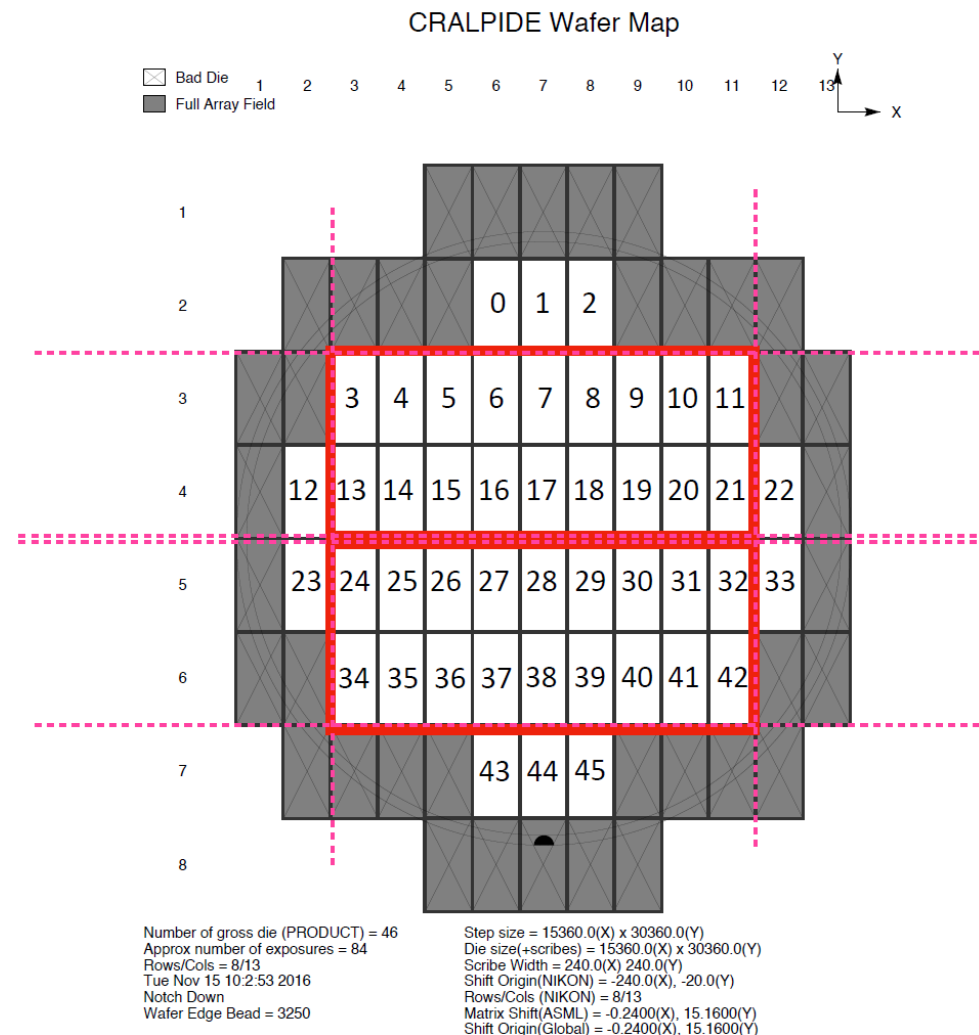 CRALPIDE Wafer Map
Bad Die
Full Array Field
1 2 3 4 5 6 7 8 9 10 11 12 13
Y
X
1
2 0 1 2
3 3 4 5 6 7 8 9 10 11
4 12 13 14 15 16 17 18 19 20 21 22
5 23 24 25 26 27 28 29 30 31 32 33
6 34 35 36 37 38 39 40 41 42
7 43 44 45
8
Number of gross die (PRODUCT) = 46
Approx number of exposures = 84
Rows/Cols = 8/13
Tue Nov 15 10:2:53 2016
Notch Down
Wafer Edge Bead = 3250
Step size = 15360.0(X) x 30360.0(Y)
Die size(+scribes) = 15360.0(X) x 30360.0(Y)
Scribe Width = 240.0(X) 240.0(Y)
Shift Origin(NIKON) = -240.0(X), -20.0(Y)
Rows/Cols (NIKON) = 8/13
Matrix Shift(ASML) = -0.2400(X), 15.1600(Y)
Shift Origin(Global) = -0.2400(X), 15.1600(Y)